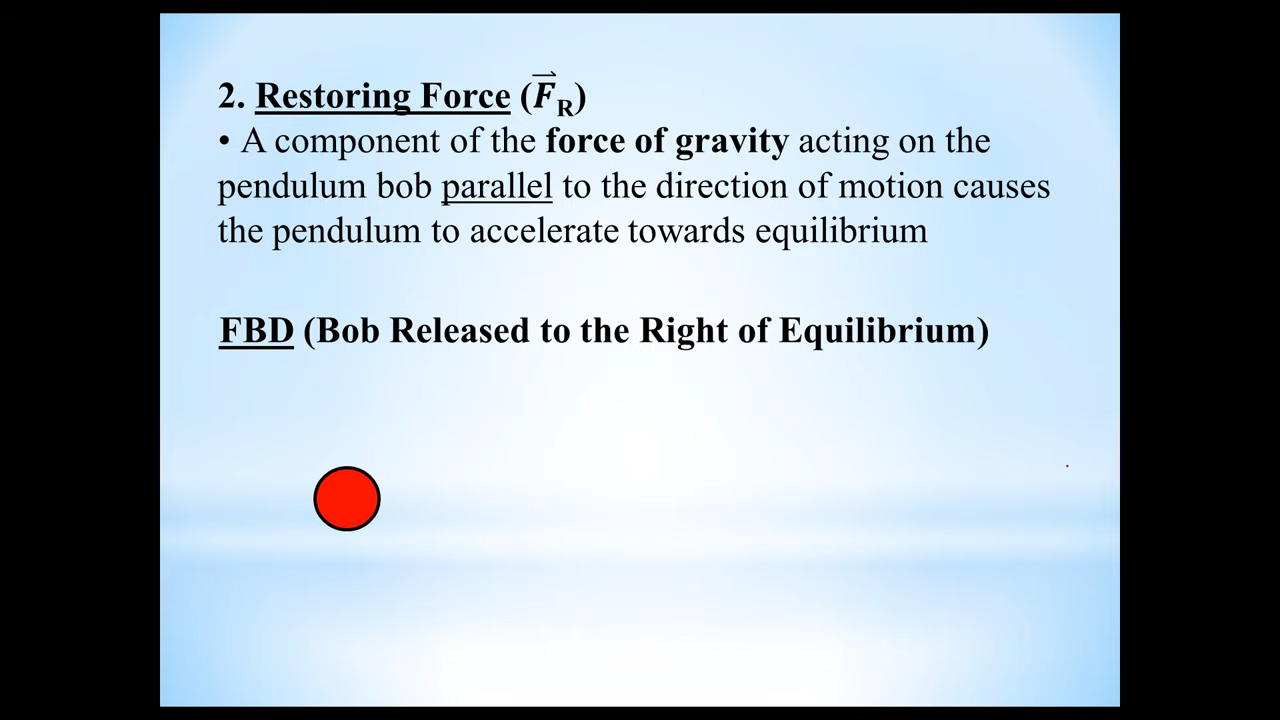 2. Restoring Force (F⃗R)
• A component of the force of gravity acting on the
pendulum bob parallel to the direction of motion causes
the pendulum to accelerate towards equilibrium
FBD (Bob Released to the Right of Equilibrium)